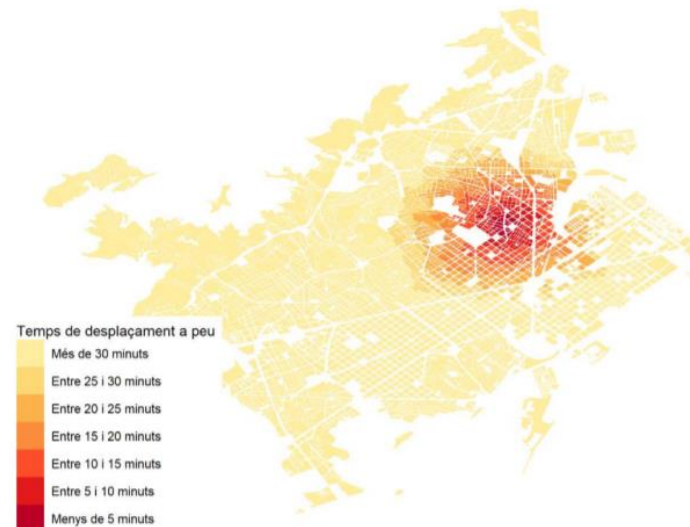 Temps de desplaçament a peu
Més de 30 minuts
Entre 25 i 30 minuts
Entre 20 i 25 minuts
Entre 15 i 20 minuts
Entre 10 i 15 minuts
Entre 5 i 10 minuts
Menys de 5 minuts